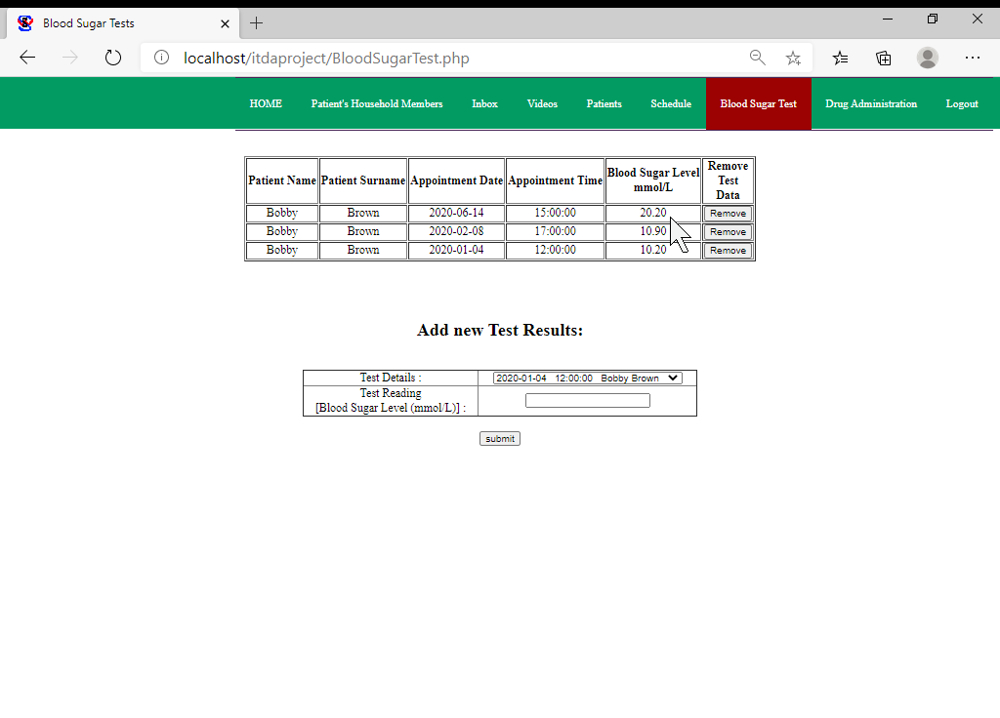 Blood Sugar Tests
localhost/itdaproject/BloodSugarTest.php
HOME Patient's Household Members Inbox Videos Patients Schedule Blood Sugar Test Drug Administration Logout
Patient Name Patient Surname Appointment Date Appointment Time Blood Sugar Level mmol/L Remove Test Data
Bobby Brown 2020-06-14 15:00:00 20.20 Remove
Bobby Brown 2020-02-08 17:00:00 10.90 Remove
Bobby Brown 2020-01-04 12:00:00 10.20 Remove
Add new Test Results:
Test Details : 2020-01-04 12:00:00 Bobby Brown
Test Reading
[Blood Sugar Level (mmol/L)] :
submit